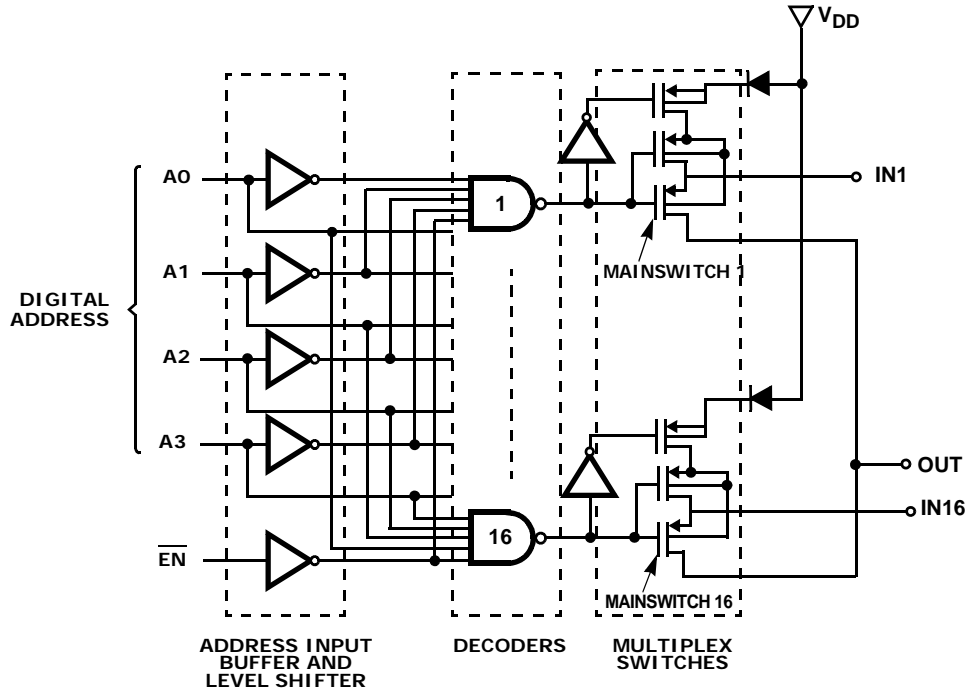 V_DD
A0
IN1
1
A1
MAINSWITCH 1
DIGITAL
ADDRESS
A2
A3
OUT
IN16
16
E̅N̅
MAINSWITCH 16
ADDRESS INPUT
BUFFER AND
LEVEL SHIFTER
DECODERS
MULTIPLEX
SWITCHES